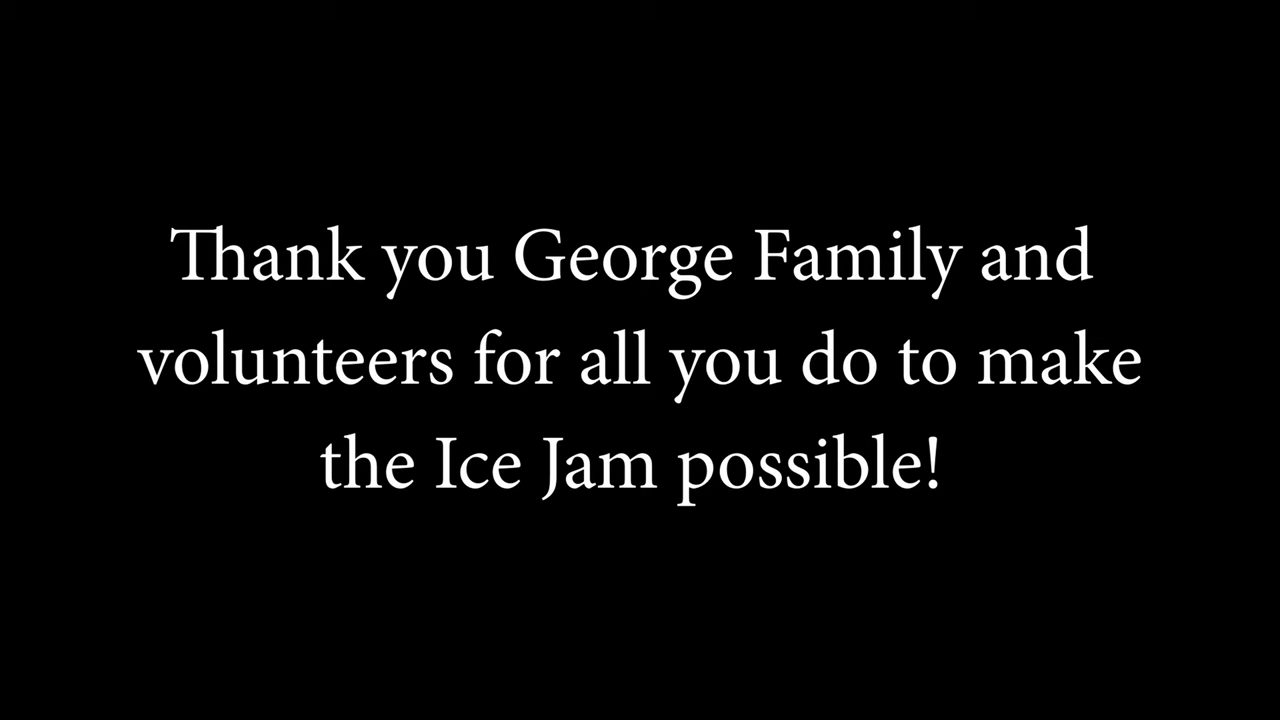 Thank you George Family and
volunteers for all you do to make
the Ice Jam possible!